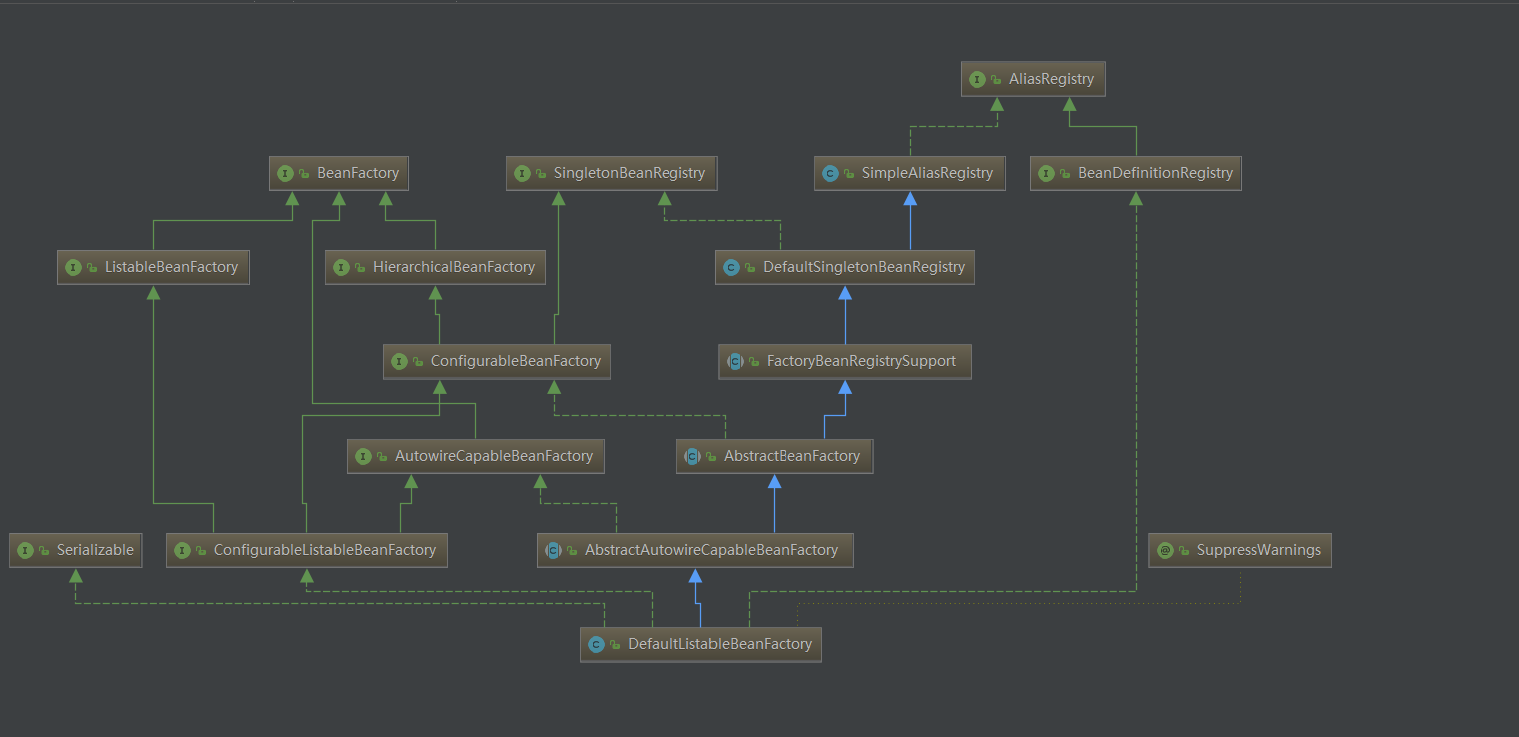 AliasRegistry
BeanFactory
SingletonBeanRegistry
SimpleAliasRegistry
BeanDefinitionRegistry
ListableBeanFactory
HierarchicalBeanFactory
DefaultSingletonBeanRegistry
ConfigurableBeanFactory
FactoryBeanRegistrySupport
AutowireCapableBeanFactory
AbstractBeanFactory
Serializable
ConfigurableListableBeanFactory
AbstractAutowireCapableBeanFactory
SuppressWarnings
DefaultListableBeanFactory